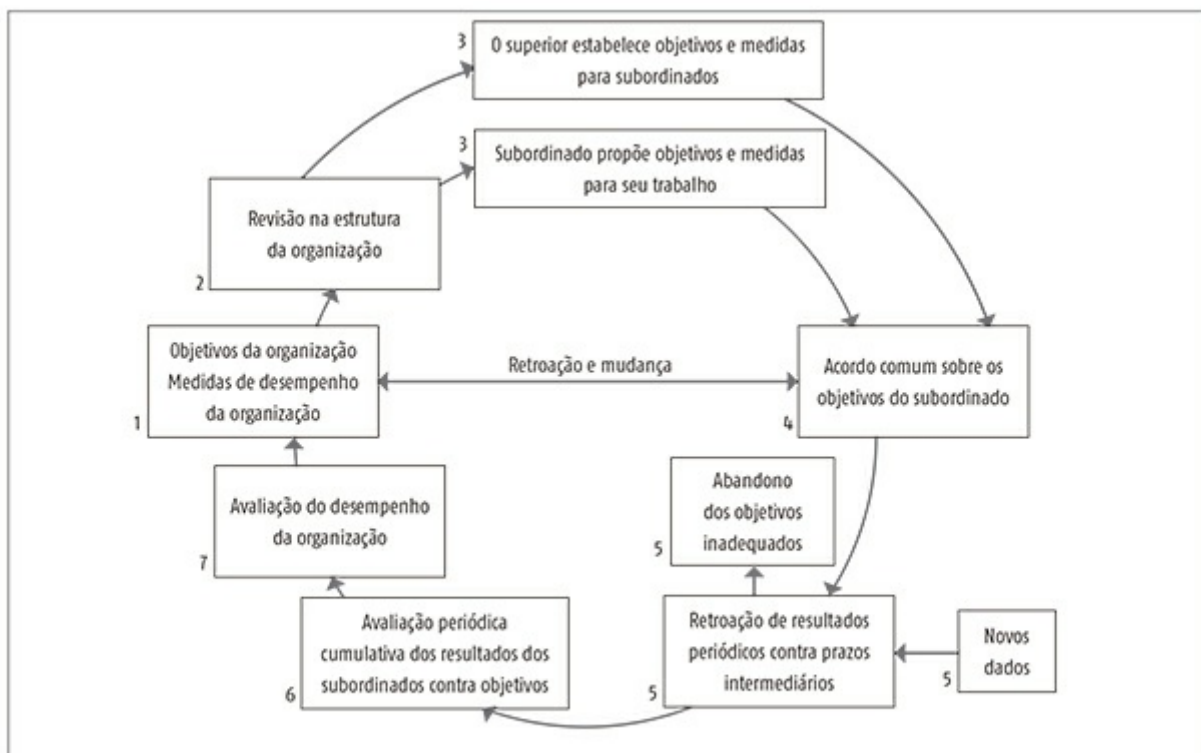 3
O superior estabelece objetivos e medidas
para subordinados
3
Subordinado propõe objetivos e medidas
para seu trabalho
Revisão na estrutura
da organização
2
Objetivos da organização
Medidas de desempenho
da organização
1
Retroação e mudança
Acordo comum sobre os
objetivos do subordinado
4
Avaliação do desempenho
da organização
7
Abandono
dos objetivos
inadequados
5
Avaliação periódica
cumulativa dos resultados dos
subordinados contra objetivos
6
Retroação de resultados
periódicos contra prazos
intermediários
5
Novos
dados
5